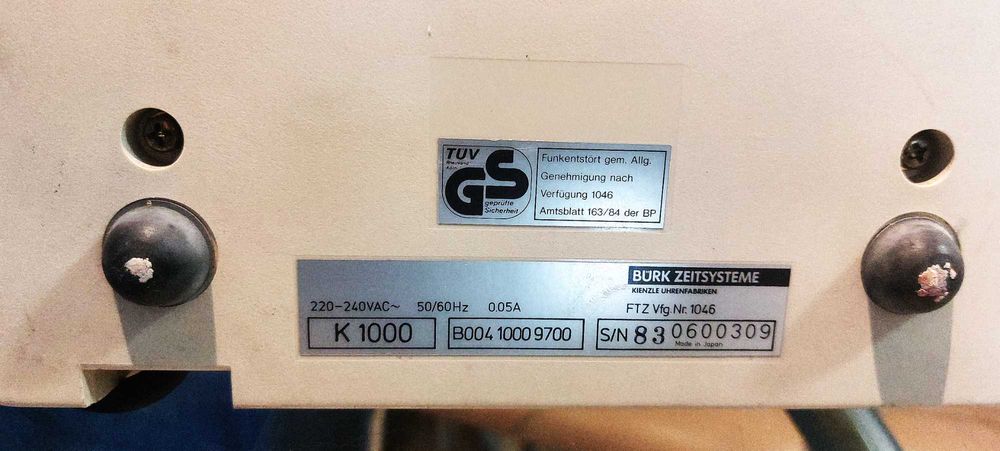 TÜV
Rheinland
Köln
GS
geprüfte
Sicherheit
Funkentstört gem. Allg.
Genehmigung nach
Verfügung 1046
Amtsblatt 163/84 der BP
BÜRK ZEITSYSTEME
KIENZLE UHRENFABRIKEN
220-240VAC~ 50/60Hz 0.05A
FTZ Vfg. Nr. 1046
K 1000
B004 1000 9700
S/N 83 0600309
Made in Japan